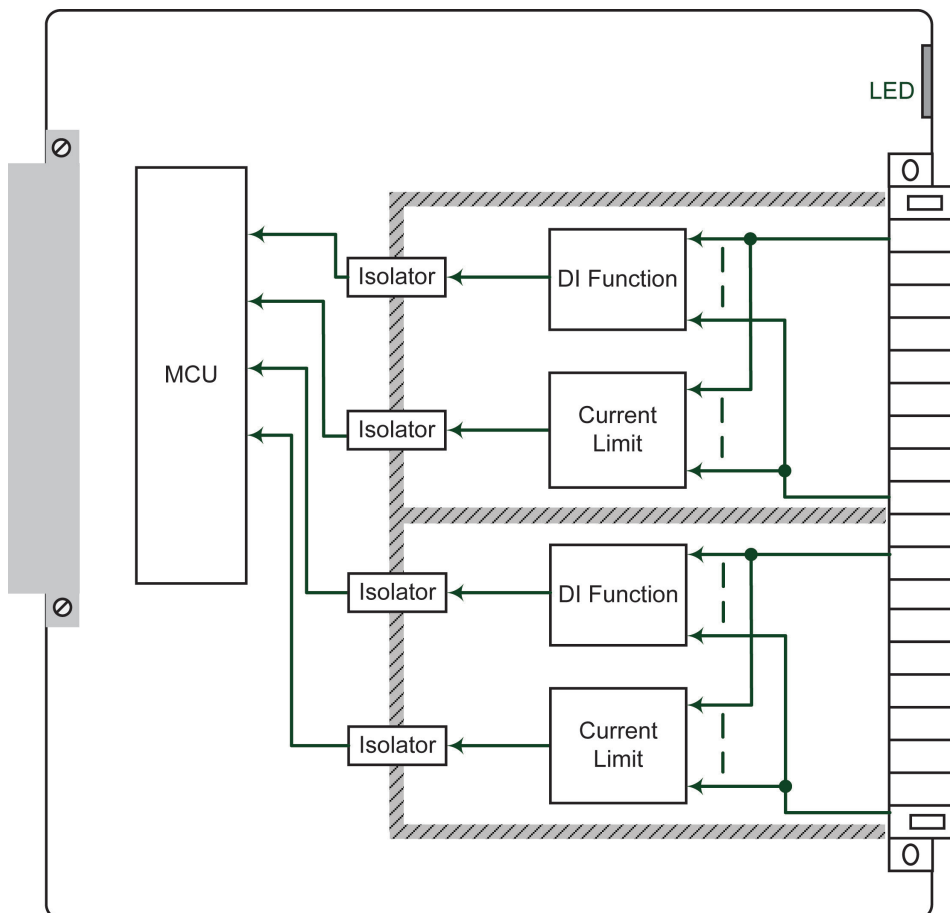 LED
Isolator
DI Function
MCU
Isolator
Current
Limit
Isolator
DI Function
Isolator
Current
Limit